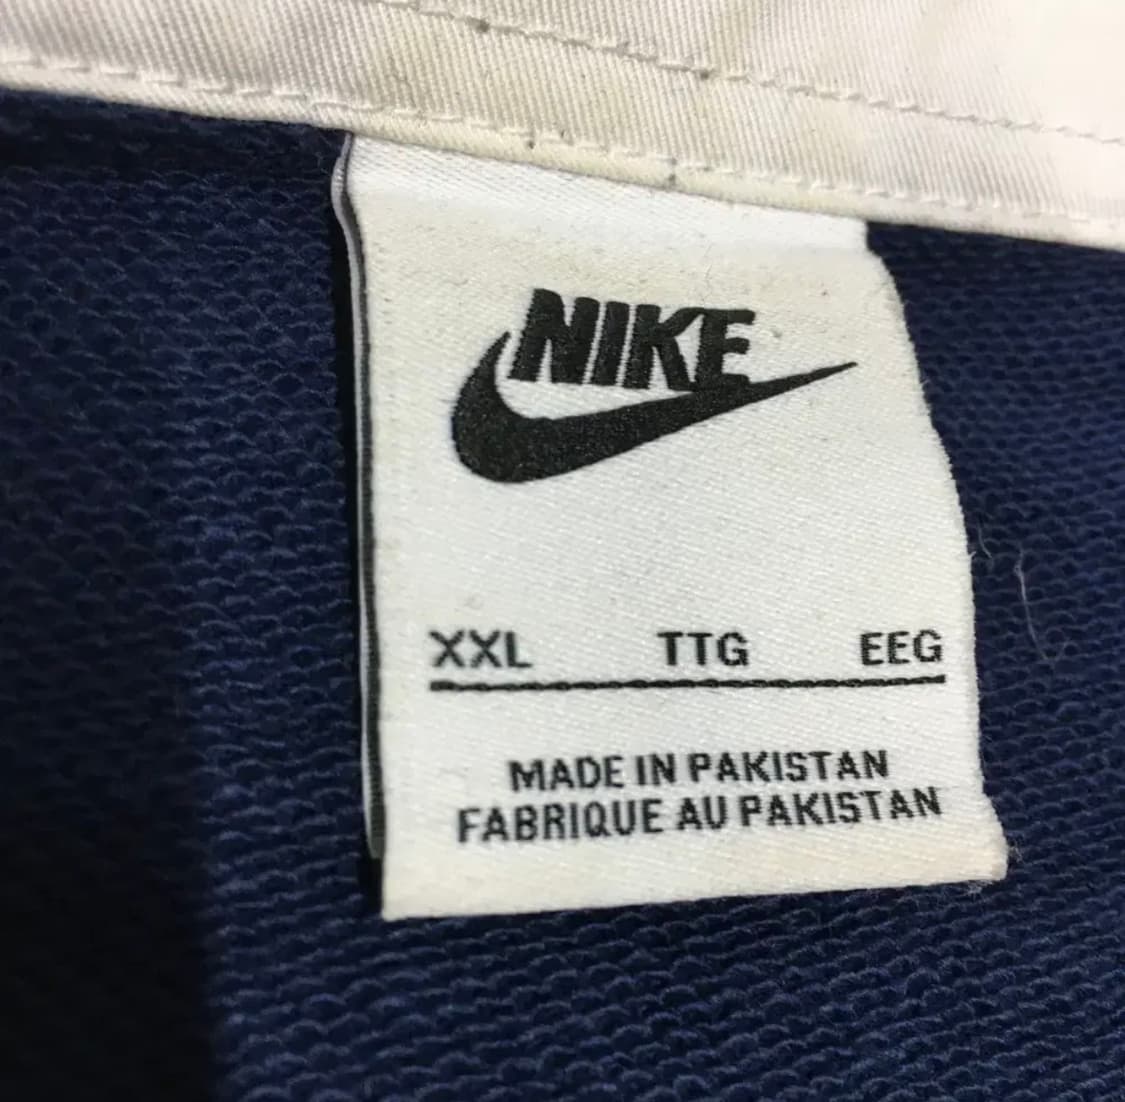 NIKE
XXL TTG EEG
MADE IN PAKISTAN
FABRIQUE AU PAKISTAN